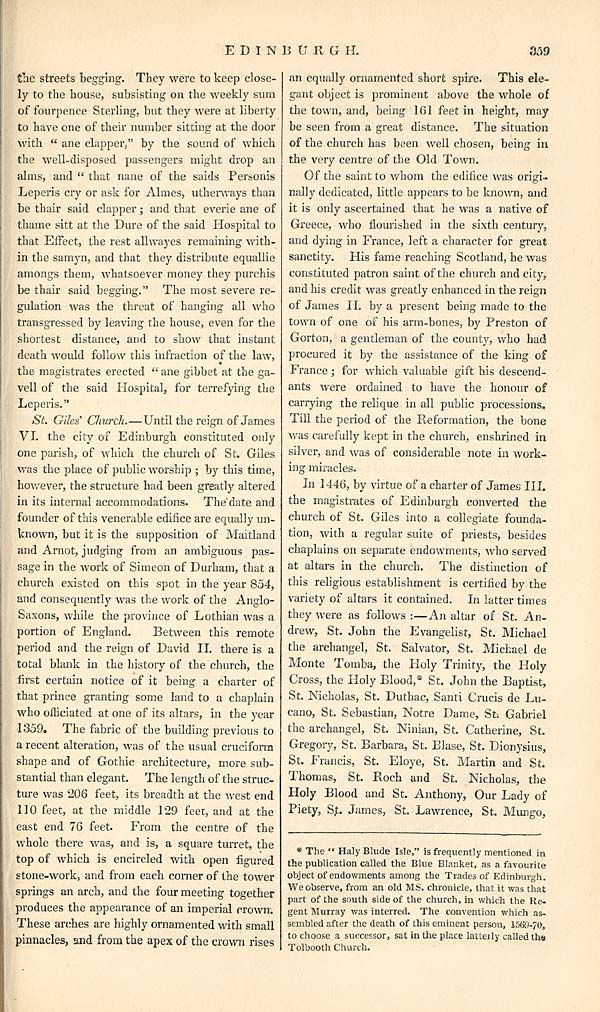 EDINBURGH.
359
the streets begging. They were to keep close-
ly to the house, subsisting on the weekly sum
of fourpence Sterling, but they were at liberty
to have one of their number sitting at the door
with “ ane clapper,” by the sound of which
the well-disposed passengers might drop an
alms, and “ that nane of the saids Personis
Leperis cry or ask for Almes, utherways than
be thair said clapper; and that everie ane of
thame sitt at the Dure of the said Hospital to
that Effect, the rest allwayes remaining with-
in the samyn, and that they distribute equallie
amongs them, whatsoever money they purchis
be thair said begging.” The most severe re-
gulation was the threat of hanging all who
transgressed by leaving the house, even for the
shortest distance, and to show that instant
death would follow this infraction of the law,
the magistrates erected “ ane gibbet at the ga-
vell of the said Hospital, for terrefying the
Leperis.”
St. Giles' Church.—Until the reign of James
VI. the city of Edinburgh constituted only
one parish, of which the church of St. Giles
was the place of public worship ; by this time,
however, the structure had been greatly altered
in its internal accommodations. The date and
founder of this venerable edifice are equally un-
known, but it is the supposition of Maitland
and Arnot, judging from an ambiguous pas-
sage in the work of Simeon of Durham, that a
church existed on this spot in the year 854,
and consequently was the work of the Anglo-
Saxons, while the province of Lothian was a
portion of England. Between this remote
period and the reign of David II. there is a
total blank in the history of the church, the
first certain notice of it being a charter of
that prince granting some land to a chaplain
who officiated at one of its altars, in the year
1359. The fabric of the building previous to
a recent alteration, was of the usual cruciform
shape and of Gothic architecture, more sub-
stantial than elegant. The length of the struc-
ture was 206 feet, its breadth at the west end
110 feet, at the middle 129 feet, and at the
east end 76 feet. From the centre of the
whole there was, and is, a square turret, the
top of which is encircled with open figured
stone-work, and from each corner of the tower
springs an arch, and the four meeting together
produces the appearance of an imperial crown.
These arches are highly ornamented with small
pinnacles, and from the apex of the crown rises
an equally ornamented short spire. This ele-
gant object is prominent above the whole of
the town, and, being 161 feet in height, may
be seen from a great distance. The situation
of the church has been well chosen, being in
the very centre of the Old Town.
Of the saint to whom the edifice was origi-
nally dedicated, little appears to be known, and
it is only ascertained that he was a native of
Greece, who flourished in the sixth century,
and dying in France, left a character for great
sanctity. His fame reaching Scotland, he was
constituted patron saint of the church and city,
and his credit was greatly enhanced in the reign
of James II. by a present being made to the
town of one of his arm-bones, by Preston of
Gorton, a gentleman of the county, who had
procured it by the assistance of the king of
France ; for which valuable gift his descend-
ants were ordained to have the honour of
carrying the relique in all public processions.
Till the period of the Reformation, the bone
was carefully kept in the church, enshrined in
silver, and was of considerable note in work-
ing miracles.
In 1446, by virtue of a charter of James III.
the magistrates of Edinburgh converted the
church of St. Giles into a collegiate founda-
tion, with a regular suite of priests, besides
chaplains on separate endowments, who served
at altars in the church. The distinction of
this religious establishment is certified by the
variety of altars it contained. In latter times
they were as follows :—An altar of St. An-
drew, St. John the Evangelist, St. Michael
the archangel, St. Salvator, St. Michael de
Monte Tomba, the Holy Trinity, the Holy
Cross, the Holy Blood,* St. John the Baptist,
St. Nicholas, St. Duthac, Santi Crucis de Lu-
cano, St. Sebastian, Notre Dame, St. Gabriel
the archangel, St. Ninian, St. Catherine, St.
Gregory, St. Barbara, St. Blase, St. Dionysius,
St. Francis, St. Eloye, St. Martin and St.
Thomas, St. Roch and St. Nicholas, the
Holy Blood and St. Anthony, Our Lady of
Piety, St. James, St. Lawrence, St. Mungo,
* The “ Haly Blude Isle,” is frequently mentioned in
the publication called the Blue Blanket, as a favourite
object of endowments among the Trades of Edinburgh.
We observe, from an old MS. chronicle, that it was that
part of the south side of the church, in which the Re-
gent Murray was interred. The convention which as-
sembled after the death of this eminent person, 1569-70,
to choose a successor, sat in the place latterly called the
Tolbooth Church.